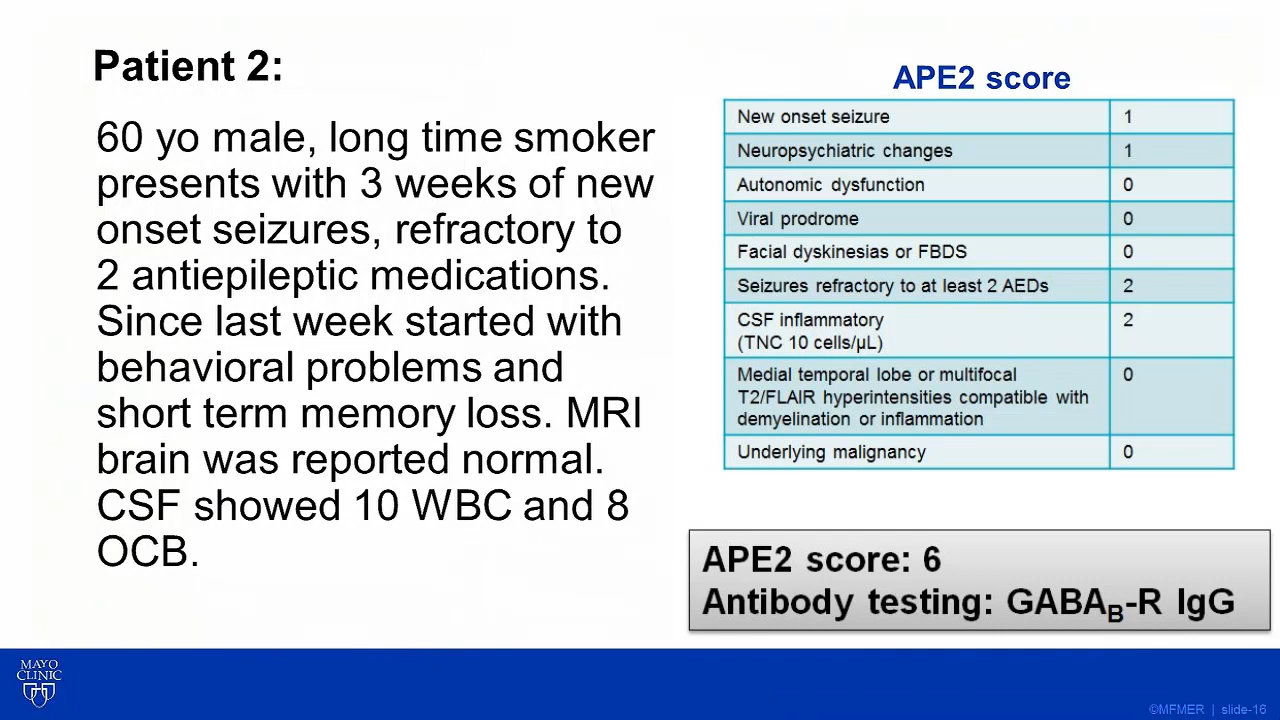 Patient 2:
60 yo male, long time smoker
presents with 3 weeks of new
onset seizures, refractory to
2 antiepileptic medications.
Since last week started with
behavioral problems and
short term memory loss. MRI
brain was reported normal.
CSF showed 10 WBC and 8
OCB.
APE2 score
New onset seizure 1
Neuropsychiatric changes 1
Autonomic dysfunction 0
Viral prodrome 0
Facial dyskinesias or FBDS 0
Seizures refractory to at least 2 AEDs 2
CSF inflammatory 2
(TNC 10 cells/µL)
Medial temporal lobe or multifocal 0
T2/FLAIR hyperintensities compatible with
demyelination or inflammation
Underlying malignancy 0
APE2 score: 6
Antibody testing: GABAB-R IgG
MAYO
CLINIC
©MFMER | slide-16